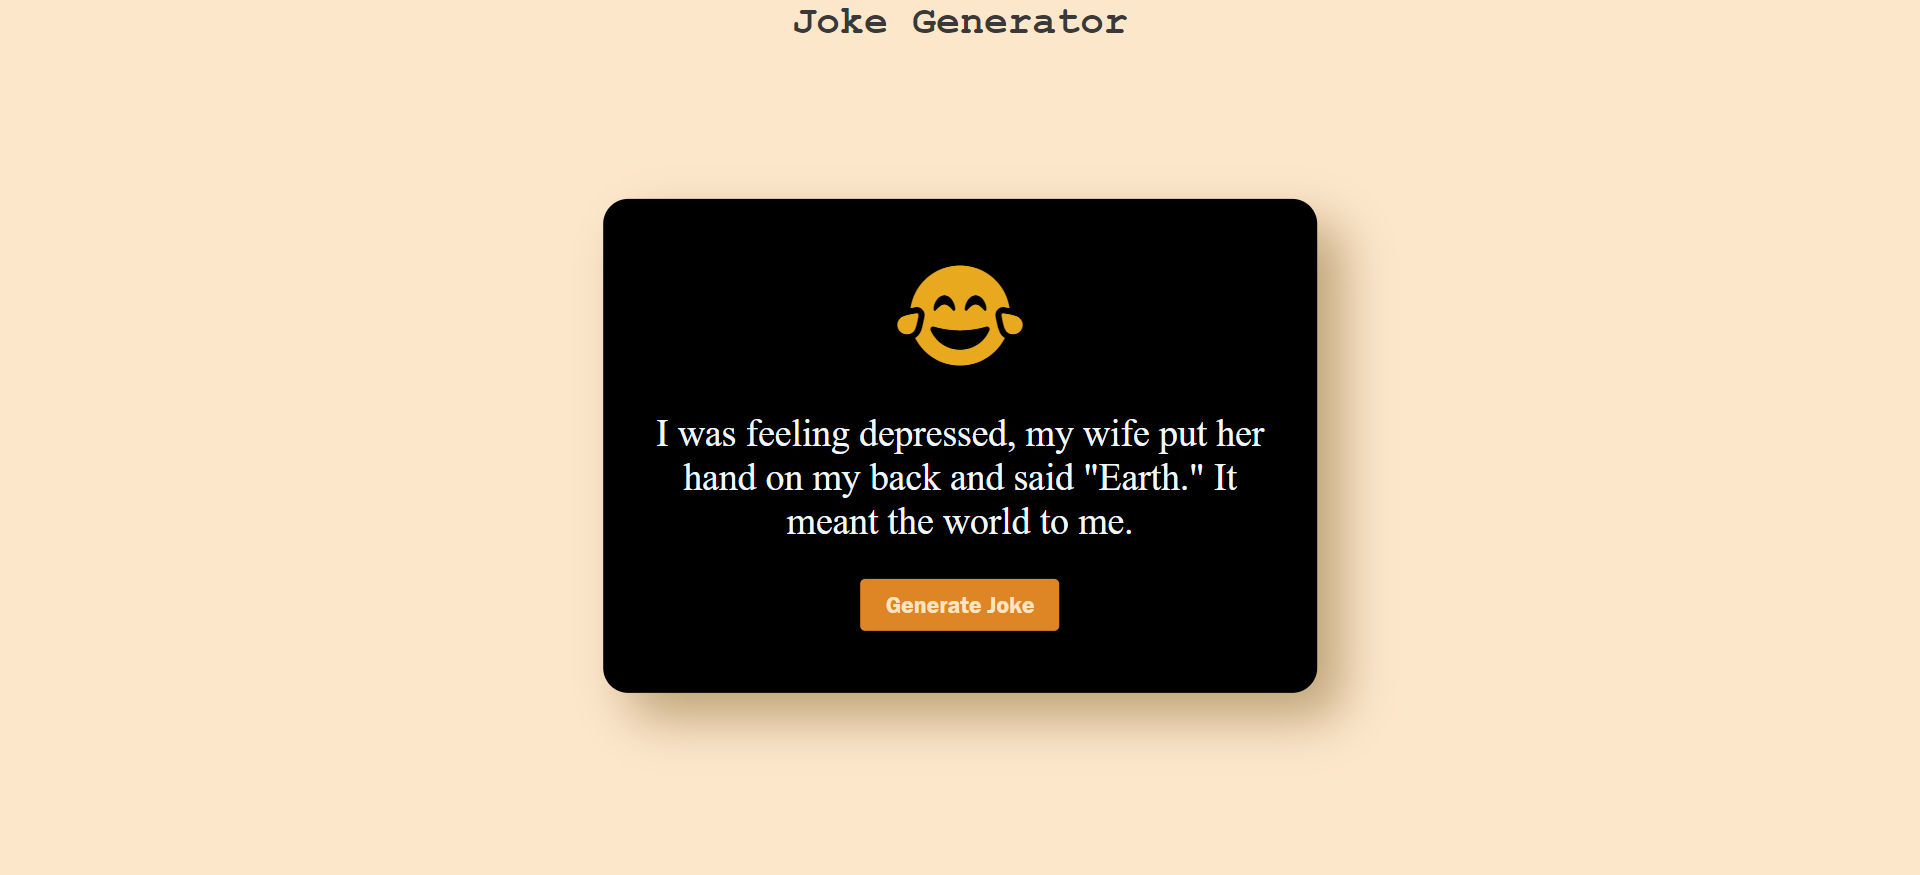 Joke Generator
I was feeling depressed, my wife put her
hand on my back and said "Earth." It
meant the world to me.
Generate Joke